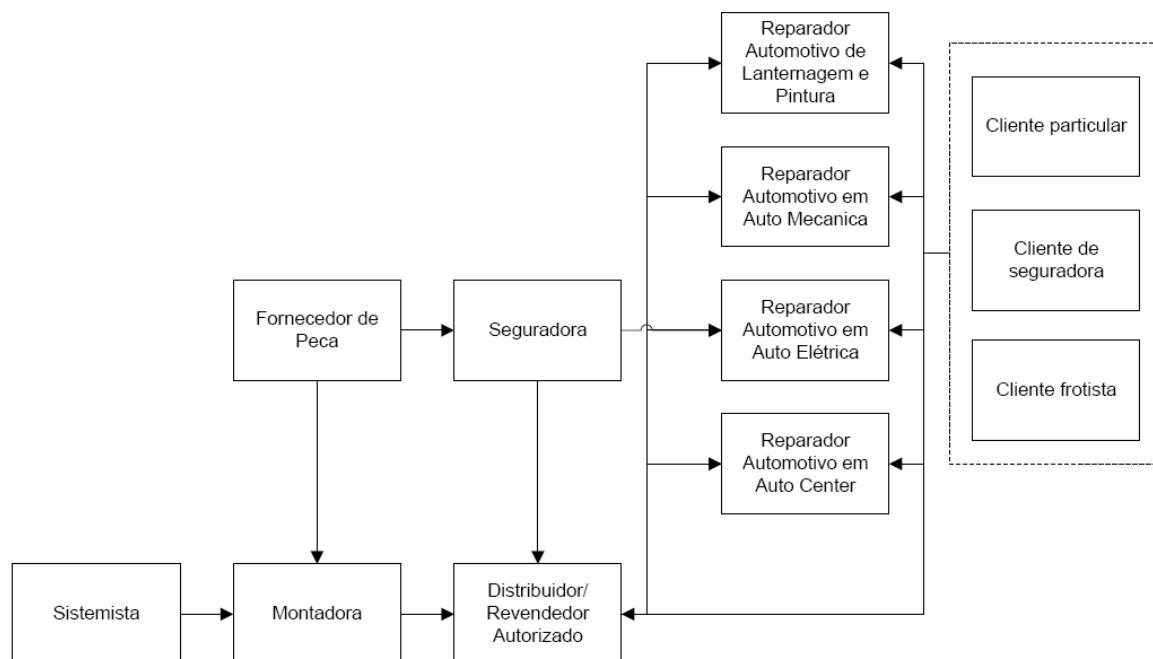 Reparador
Automotivo de
Lanternagem e
Pintura
Cliente particular
Reparador
Automotivo em
Auto Mecanica
Cliente de
seguradora
Fornecedor de
Peca
Seguradora
Reparador
Automotivo em
Auto Elétrica
Cliente frotista
Reparador
Automotivo em
Auto Center
Sistemista
Montadora
Distribuidor/
Revendedor
Autorizado